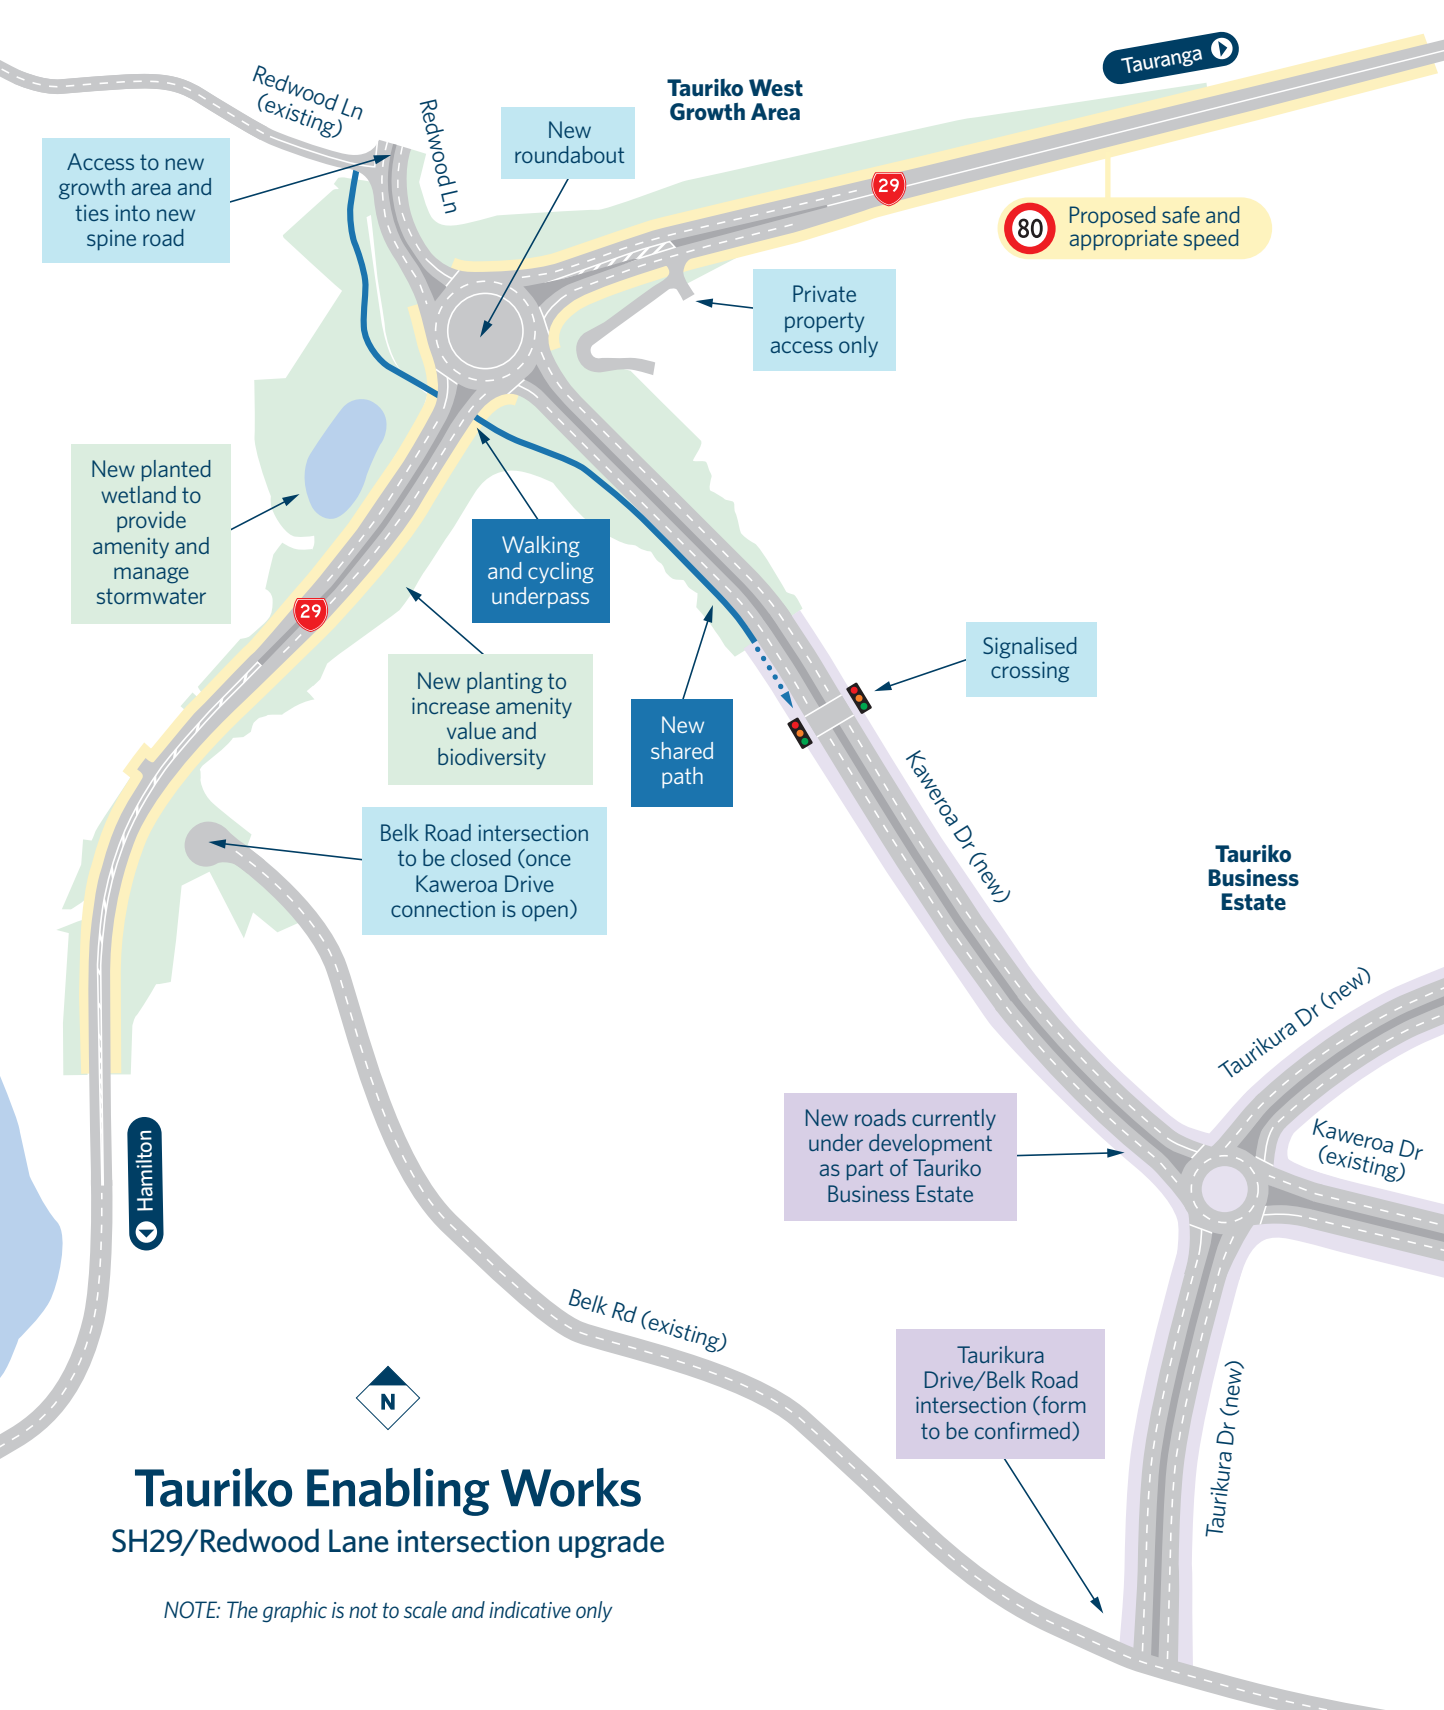 Tauranga
Redwood Ln
(existing)
Redwood Ln
Tauriko West
Growth Area
New
roundabout
Access to new
growth area and
ties into new
spine road
29
80
Proposed safe and
appropriate speed
Private
property
access only
New planted
wetland to
provide
amenity and
manage
stormwater
Walking
and cycling
underpass
29
New planting to
increase amenity
value and
biodiversity
New
shared
path
Signalised
crossing
Kaweroa Dr (new)
Belk Road intersection
to be closed (once
Kaweroa Drive
connection is open)
Tauriko
Business
Estate
Taurikura Dr (new)
Kaweroa Dr
(existing)
New roads currently
under development
as part of Tauriko
Business Estate
Hamilton
Belk Rd (existing)
Taurikura
Drive/Belk Road
intersection (form
to be confirmed)
Taurikura Dr (new)
N
Tauriko Enabling Works
SH29/Redwood Lane intersection upgrade
NOTE: The graphic is not to scale and indicative only